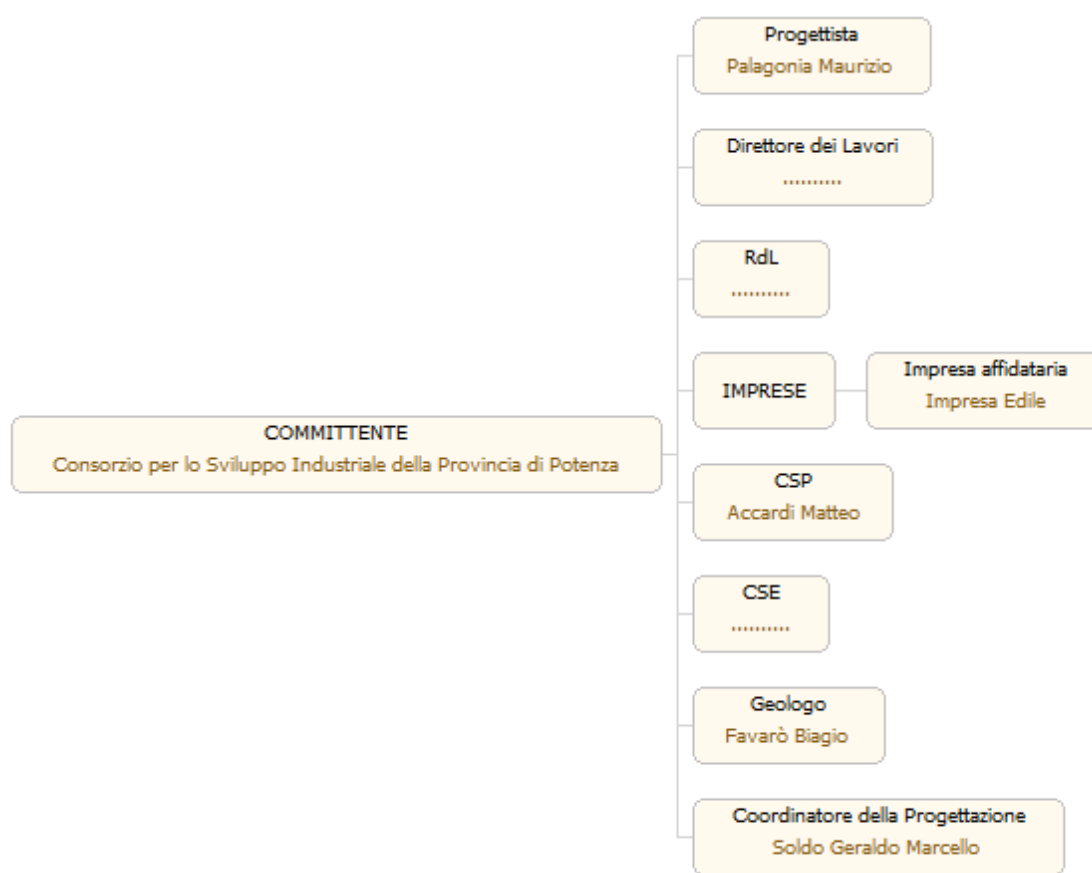 Progettista
Palagonia Maurizio
Direttore dei Lavori
..........
RdL
..........
IMPRESE
Impresa affidataria
Impresa Edile
COMMITTENTE
Consorzio per lo Sviluppo Industriale della Provincia di Potenza
CSP
Accardi Matteo
CSE
..........
Geologo
Favarò Biagio
Coordinatore della Progettazione
Soldo Geraldo Marcello